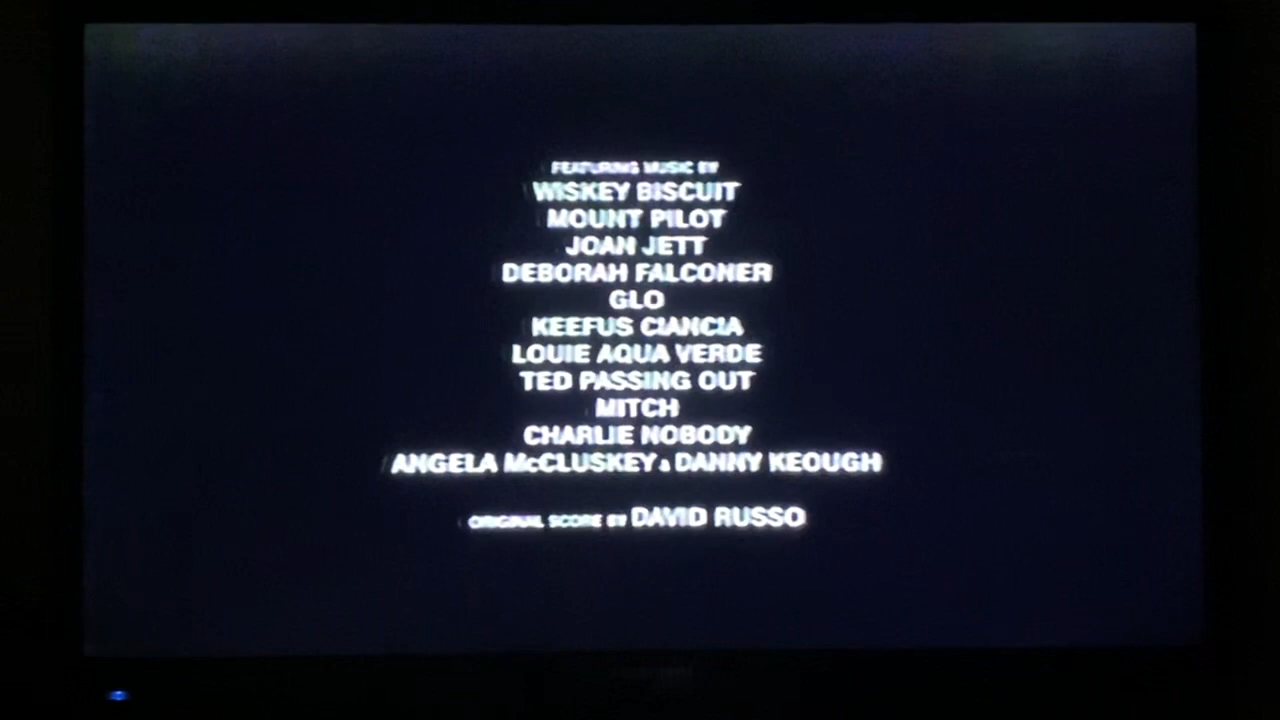 FEATURING MUSIC BY
WISKEY BISCUIT
MOUNT PILOT
JOAN JETT
DEBORAH FALCONER
GLO
KEEFUS CIANCIA
LOUIE AQUA VERDE
TED PASSING OUT
MITCH
CHARLIE NOBODY
ANGELA McCLUSKEY & DANNY KEOUGH
ORIGINAL SCORE BY DAVID RUSSO